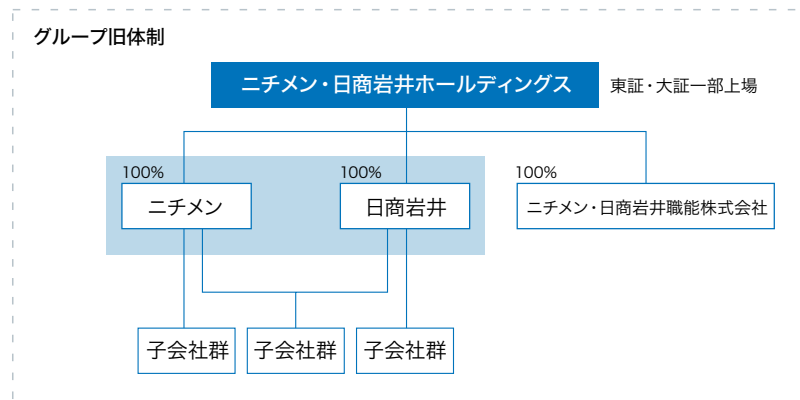 グループ旧体制
ニチメン・日商岩井ホールディングス
東証・大証一部上場
100%
100%
100%
ニチメン
日商岩井
ニチメン・日商岩井職能株式会社
子会社群
子会社群
子会社群